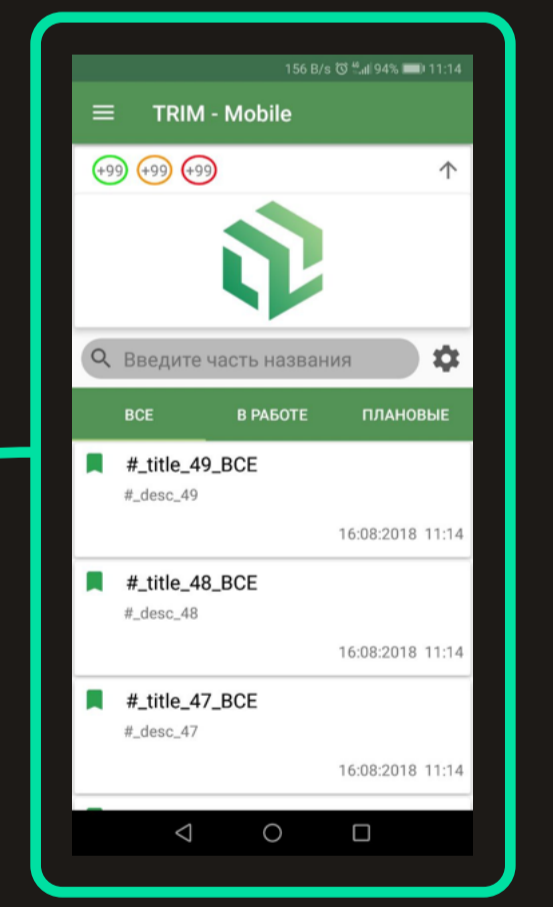 156 B/s 94% 11:14
TRIM - Mobile
+99 +99 +99
Введите часть названия
ВСЕ В РАБОТЕ ПЛАНОВЫЕ
#_title_49_ВСЕ
#_desc_49
16:08:2018 11:14
#_title_48_ВСЕ
#_desc_48
16:08:2018 11:14
#_title_47_ВСЕ
#_desc_47
16:08:2018 11:14